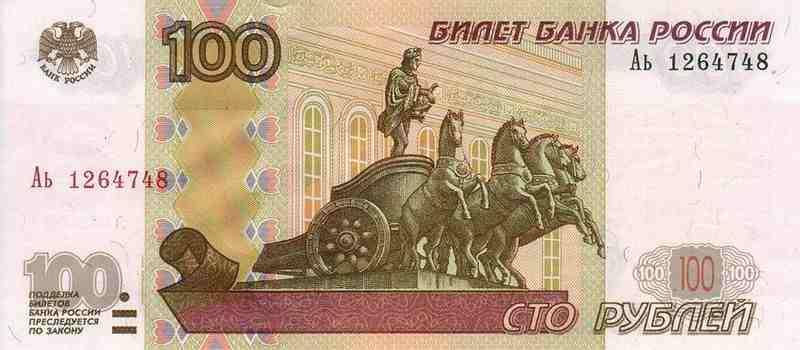 100
БИЛЕТ БАНКА РОССИИ
Аь 1264748
БАНК РОССИИ
Аь 1264748
100
ПОДДЕЛКА
БИЛЕТОВ
БАНКА РОССИИ
ПРЕСЛЕДУЕТСЯ
ПО ЗАКОНУ
100 100 100
СТО РУБЛЕЙ